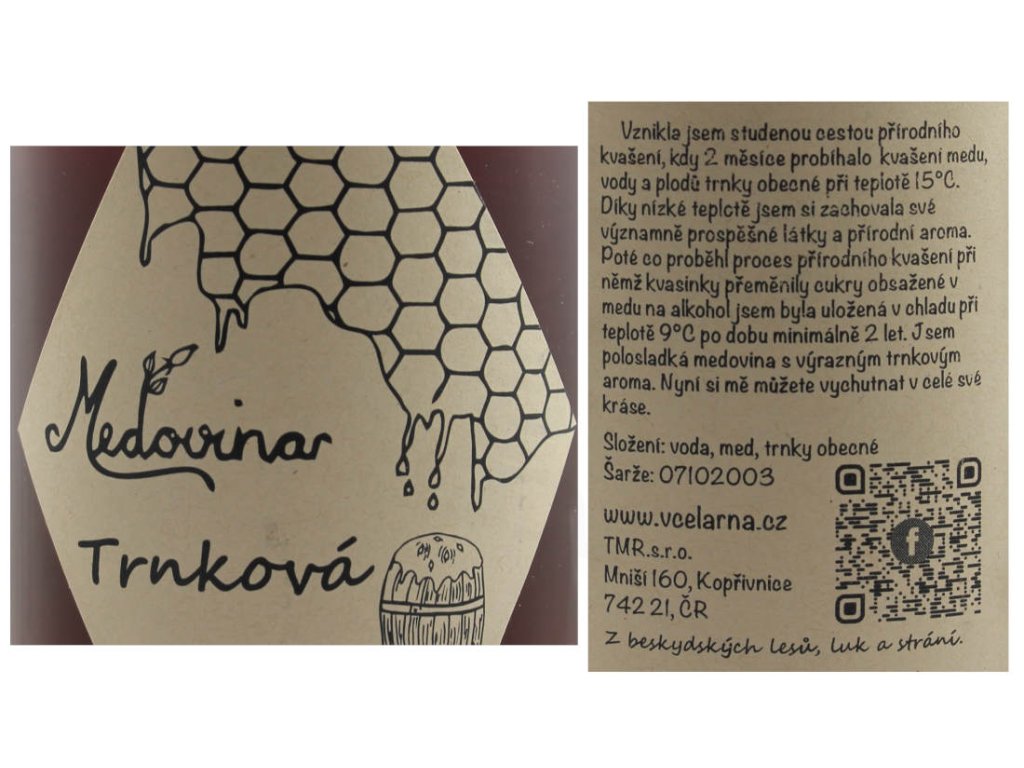 Medovina
Trnková
Vznikla jsem studenou cestou přírodního
kvašení, kdy 2 měsíce probíhalo kvašení medu,
vody a plodů trnky obecné při teplotě 15°C.
Díky nízké teplotě jsem si zachovala své
významně prospěšné látky a přírodní aroma.
Poté co proběhl proces přírodního kvašení při
němž kvasinky přeměnily cukry obsažené v
medu na alkohol jsem byla uložená v chladu při
teplotě 9°C po dobu minimálně 2 let. Jsem
polosladká medovina s výrazným trnkovým
aroma. Nyní si mě můžete vychutnat v celé své
kráse.
Složení: voda, med, trnky obecné
Šarže: 07102003
www.vcelarna.cz
TMR.s.r.o.
Mniší 160, Kopřivnice
742 21, ČR
Z beskydských lesů, luk a strání.